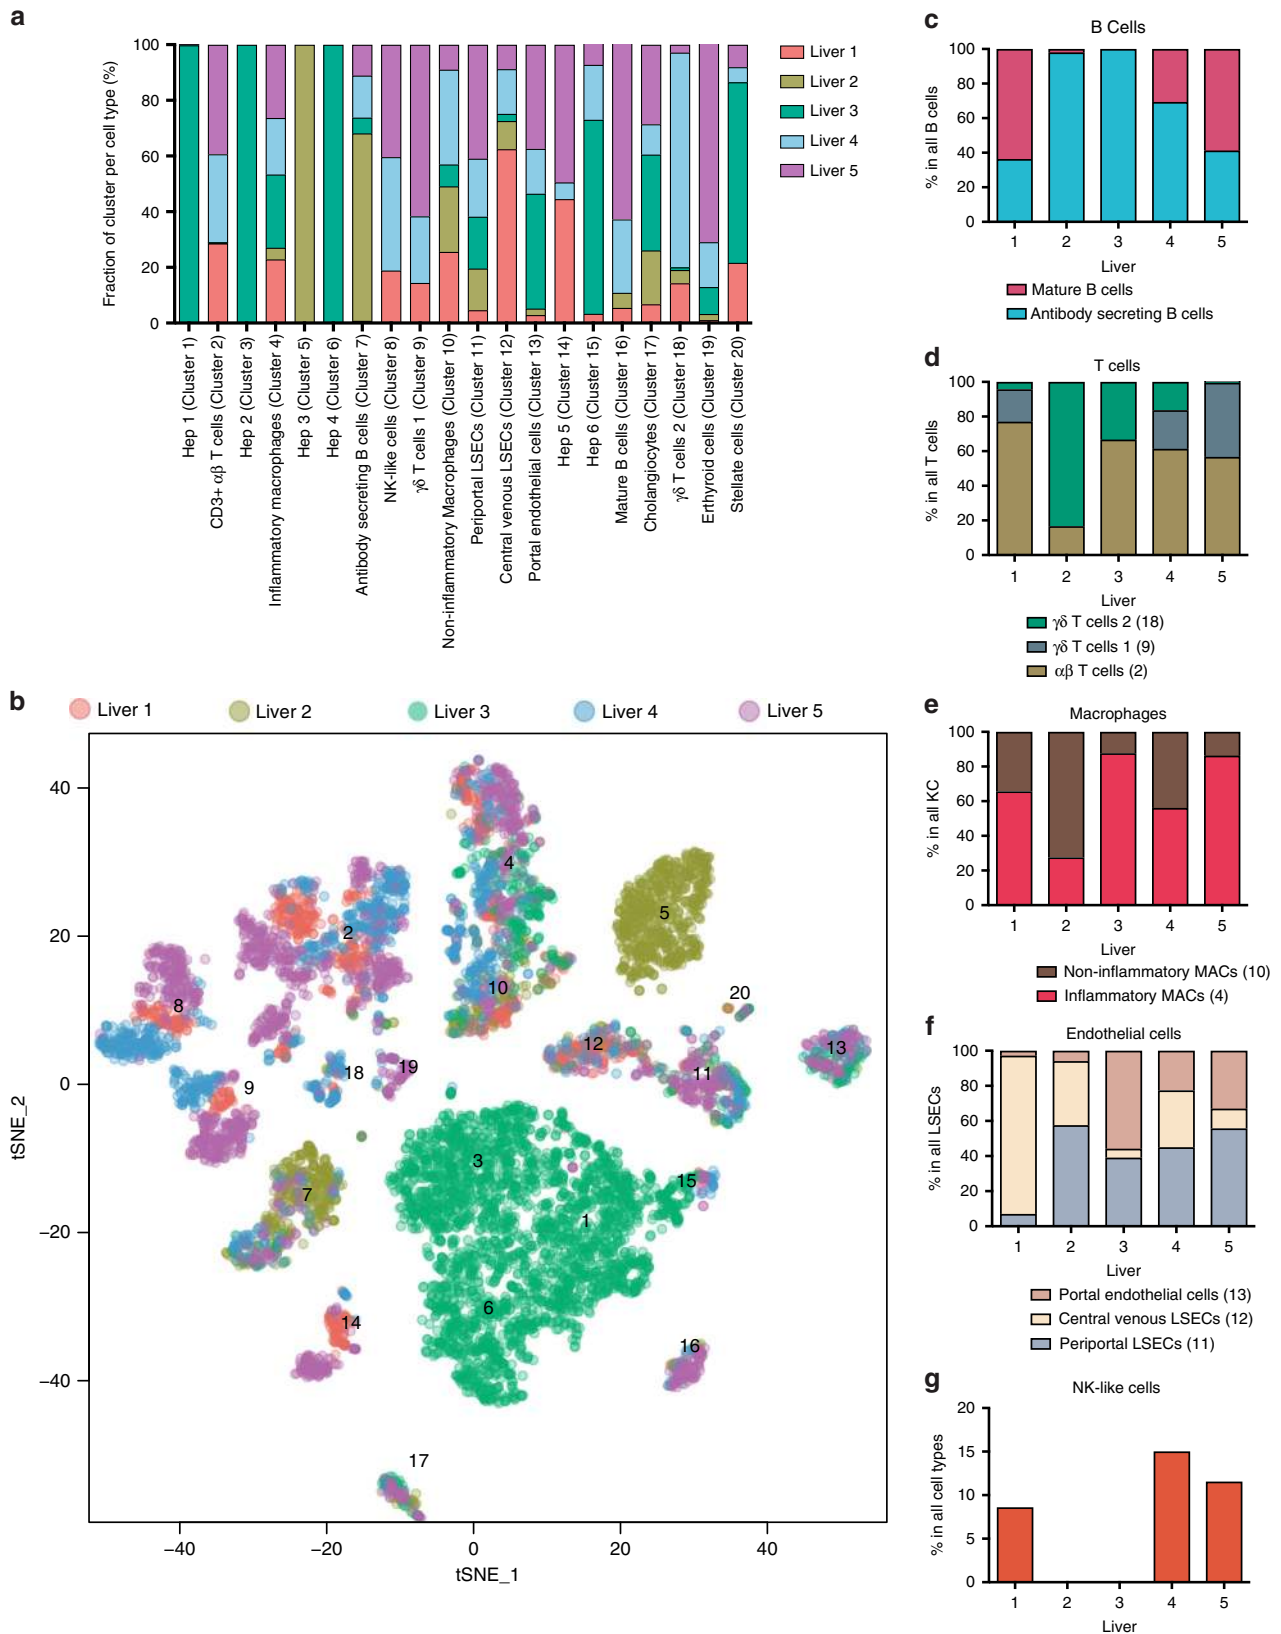 a
Fraction of cluster per cell type (%)
100
80
60
40
20
0
Hep 1 (Cluster 1)
CD3+ αβ T cells (Cluster 2)
Hep 2 (Cluster 3)
Inflammatory macrophages (Cluster 4)
Hep 3 (Cluster 5)
Hep 4 (Cluster 6)
Antibody secreting B cells (Cluster 7)
NK-like cells (Cluster 8)
γδ T cells 1 (Cluster 9)
Non-inflammatory Macrophages (Cluster 10)
Periportal LSECs (Cluster 11)
Central venous LSECs (Cluster 12)
Portal endothelial cells (Cluster 13)
Hep 5 (Cluster 14)
Hep 6 (Cluster 15)
Mature B cells (Cluster 16)
Cholangiocytes (Cluster 17)
γδ T cells 2 (Cluster 18)
Erthyroid cells (Cluster 19)
Stellate cells (Cluster 20)
Liver 1
Liver 2
Liver 3
Liver 4
Liver 5
b
Liver 1 Liver 2 Liver 3 Liver 4 Liver 5
tSNE_2
40
20
0
−20
−40
4
5
2
10
20
8
12
13
18
19
11
9
3
15
7
1
6
14
16
17
−40 −20 0 20 40
tSNE_1
c
B Cells
% in all B cells
100
80
60
40
20
0
1 2 3 4 5
Liver
Mature B cells
Antibody secreting B cells
d
T cells
% in all T cells
100
80
60
40
20
0
1 2 3 4 5
Liver
γδ T cells 2 (18)
γδ T cells 1 (9)
αβ T cells (2)
e
Macrophages
% in all KC
100
80
60
40
20
0
1 2 3 4 5
Liver
Non-inflammatory MACs (10)
Inflammatory MACs (4)
f
Endothelial cells
% in all LSECs
100
80
60
40
20
0
1 2 3 4 5
Liver
Portal endothelial cells (13)
Central venous LSECs (12)
Periportal LSECs (11)
g
NK-like cells
% in all cell types
20
15
10
5
0
1 2 3 4 5
Liver